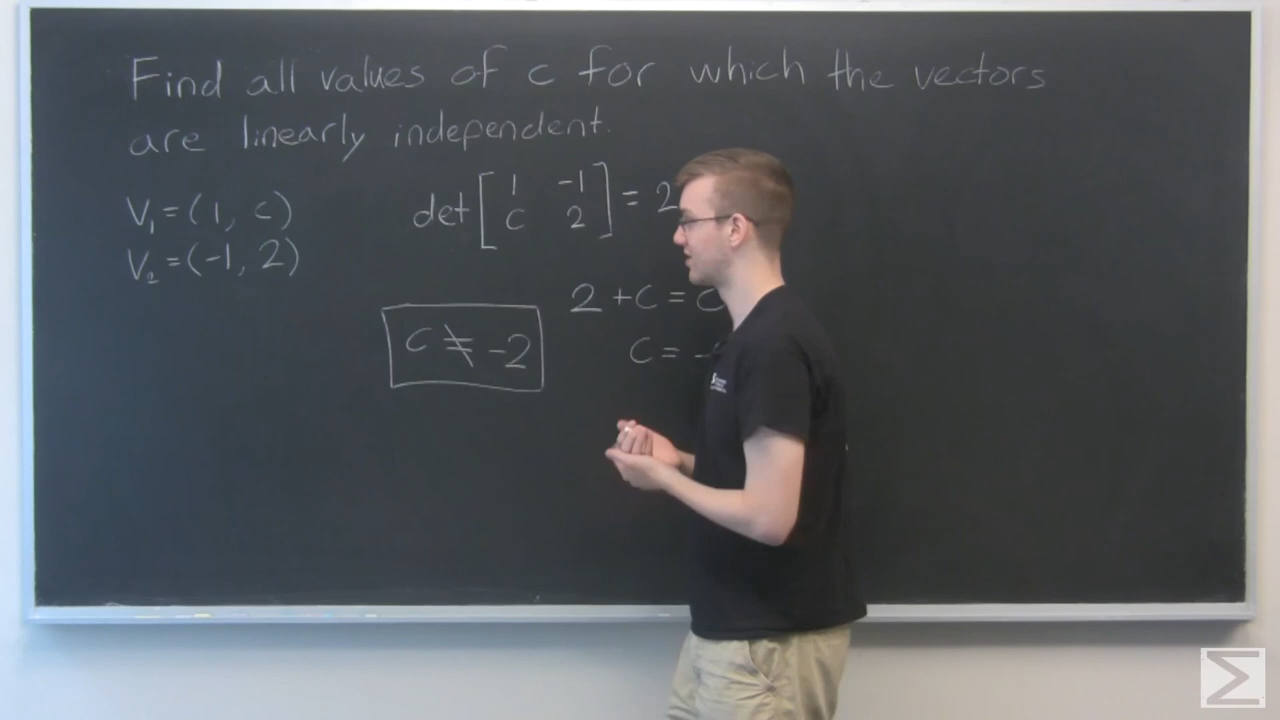 Find all values of c for which the vectors
are linearly independent.
V₁ = (1, c)
V₂ = (-1, 2)
det [ 1 -1
c 2 ] = 2
2 + c =
c = -
c ≠ -2
Σ